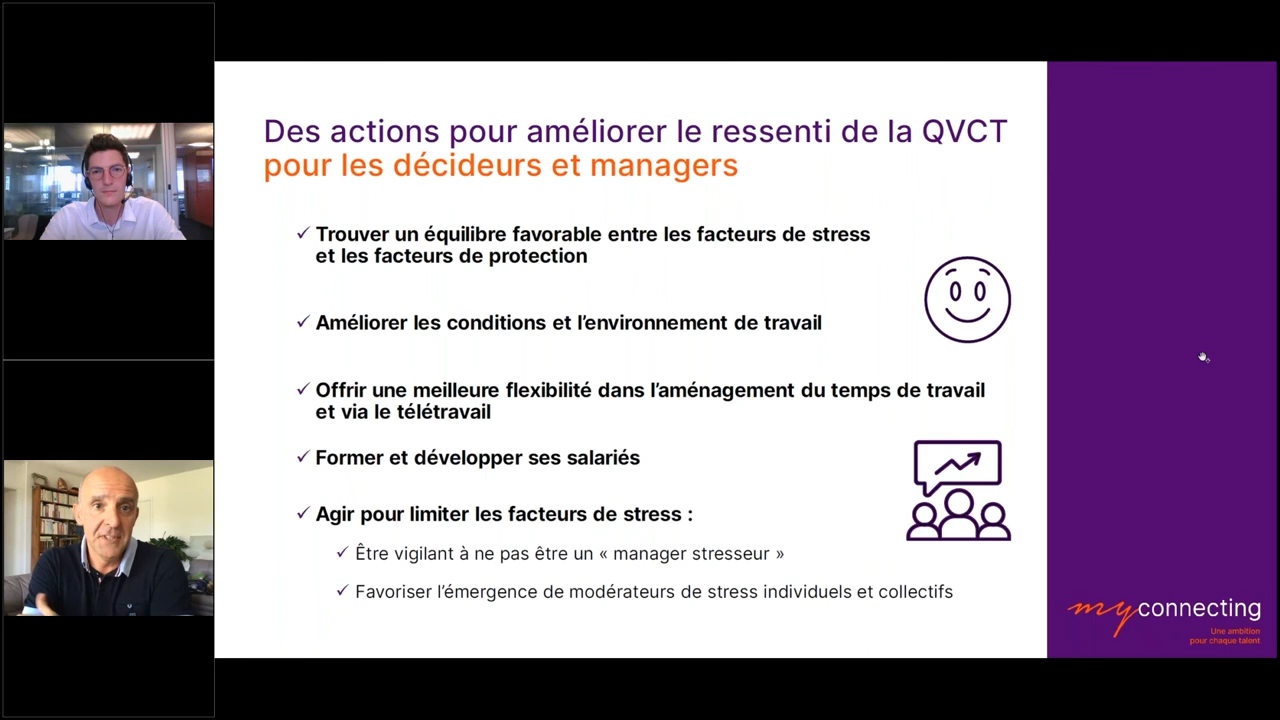 Des actions pour améliorer le ressenti de la QVCT
pour les décideurs et managers
✓ Trouver un équilibre favorable entre les facteurs de stress
et les facteurs de protection
✓ Améliorer les conditions et l’environnement de travail
✓ Offrir une meilleure flexibilité dans l’aménagement du temps de travail
et via le télétravail
✓ Former et développer ses salariés
✓ Agir pour limiter les facteurs de stress :
✓ Être vigilant à ne pas être un « manager stresseur »
✓ Favoriser l’émergence de modérateurs de stress individuels et collectifs
myconnecting
Une ambition
pour chaque talent